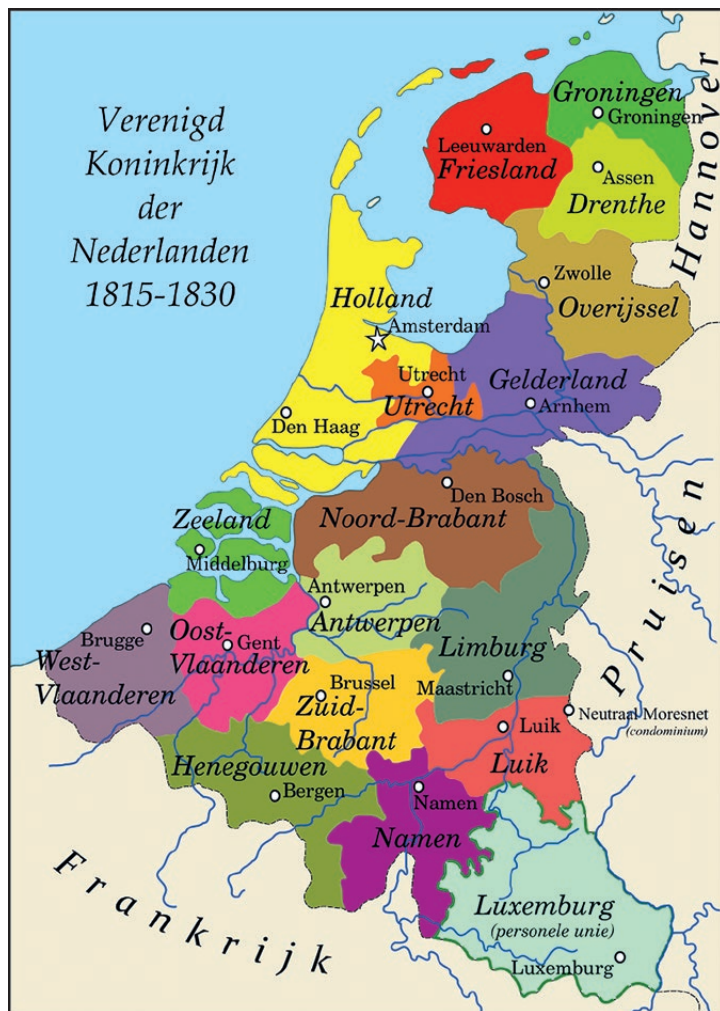 Verenigd
Koninkrijk
der
Nederlanden
1815-1830
Hannover
Groningen
Groningen
Leeuwarden
Friesland
Assen
Drenthe
Zwolle
Overijssel
Holland
Amsterdam
Utrecht
Utrecht
Gelderland
Arnhem
Den Haag
Den Bosch
Noord-Brabant
Zeeland
Middelburg
Pruisen
Antwerpen
Antwerpen
Brugge
West-
Vlaanderen
Oost-
Gent
Vlaanderen
Limburg
Maastricht
Brussel
Zuid-
Brabant
Neutraal Moresnet
(condominium)
Luik
Luik
Henegouwen
Bergen
Namen
Namen
Frankrijk
Luxemburg
(personele unie)
Luxemburg